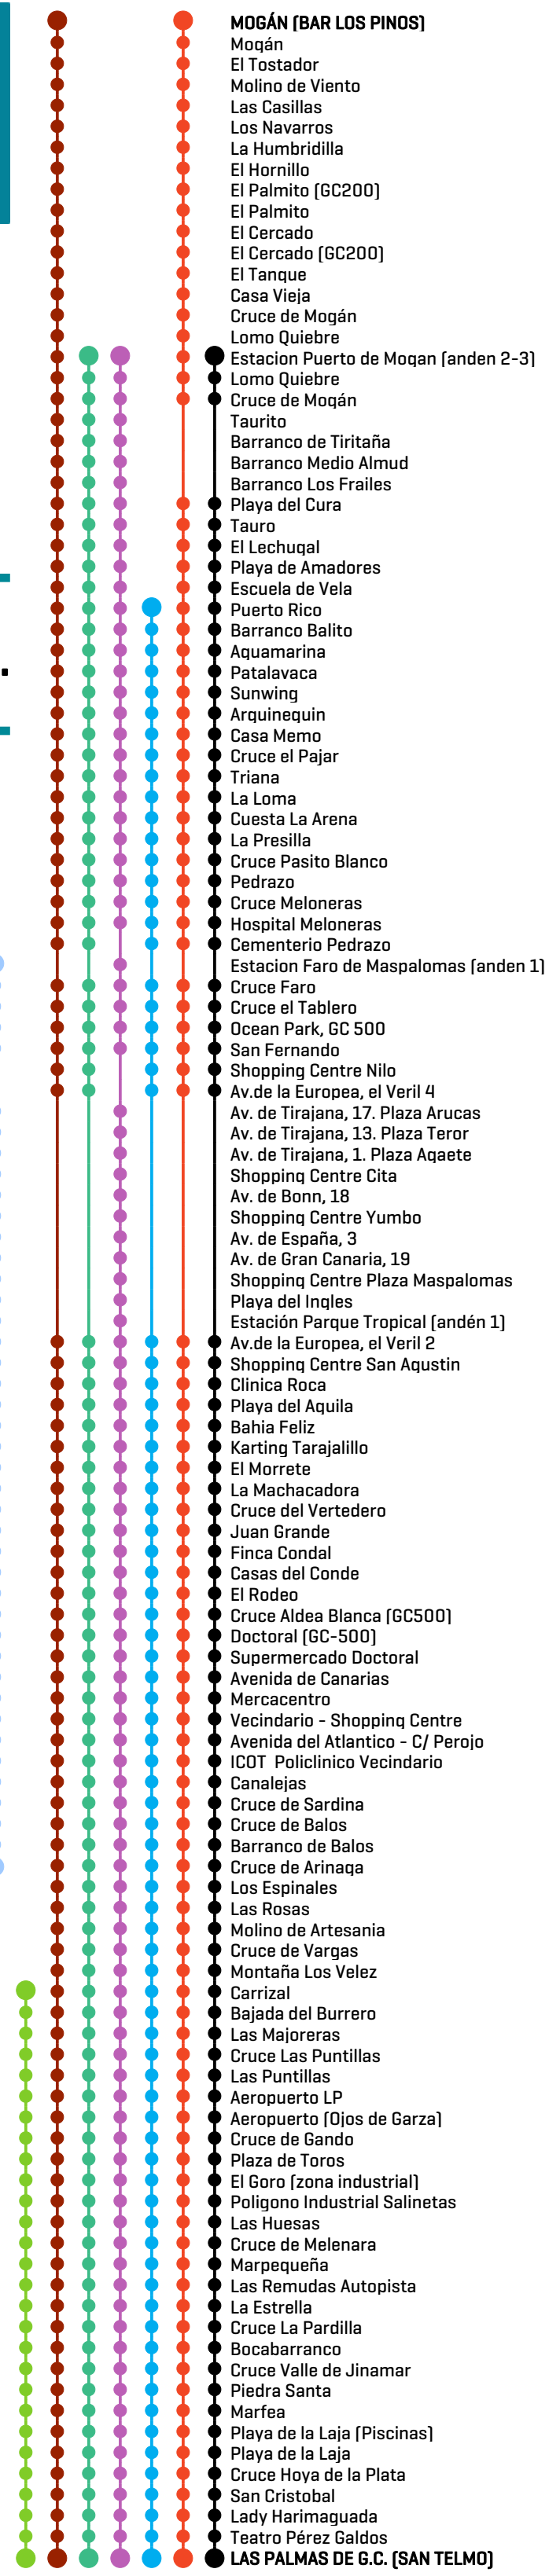 MOGÁN (BAR LOS PINOS)
Mogán
El Tostador
Molino de Viento
Las Casillas
Los Navarros
La Humbridilla
El Hornillo
El Palmito (GC200)
El Palmito
El Cercado
El Cercado (GC200)
El Tanque
Casa Vieja
Cruce de Mogán
Lomo Quiebre
Estacion Puerto de Mogan (anden 2-3)
Lomo Quiebre
Cruce de Mogán
Taurito
Barranco de Tiritaña
Barranco Medio Almud
Barranco Los Frailes
Playa del Cura
Tauro
El Lechugal
Playa de Amadores
Escuela de Vela
Puerto Rico
Barranco Balito
Aquamarina
Patalavaca
Sunwing
Arguineguin
Casa Memo
Cruce el Pajar
Triana
La Loma
Cuesta La Arena
La Presilla
Cruce Pasito Blanco
Pedrazo
Cruce Meloneras
Hospital Meloneras
Cementerio Pedrazo
Estacion Faro de Maspalomas (anden 1)
Cruce Faro
Cruce el Tablero
Ocean Park, GC 500
San Fernando
Shopping Centre Nilo
Av.de la Europea, el Veril 4
Av. de Tirajana, 17. Plaza Arucas
Av. de Tirajana, 13. Plaza Teror
Av. de Tirajana, 1. Plaza Agaete
Shopping Centre Cita
Av. de Bonn, 18
Shopping Centre Yumbo
Av. de España, 3
Av. de Gran Canaria, 19
Shopping Centre Plaza Maspalomas
Playa del Ingles
Estación Parque Tropical (andén 1)
Av.de la Europea, el Veril 2
Shopping Centre San Agustin
Clinica Roca
Playa del Aguila
Bahia Feliz
Karting Tarajalillo
El Morrete
La Machacadora
Cruce del Vertedero
Juan Grande
Finca Condal
Casas del Conde
El Rodeo
Cruce Aldea Blanca (GC500)
Doctoral (GC-500)
Supermercado Doctoral
Avenida de Canarias
Mercacentro
Vecindario - Shopping Centre
Avenida del Atlantico - C/ Perojo
ICOT Policlinico Vecindario
Canalejas
Cruce de Sardina
Cruce de Balos
Barranco de Balos
Cruce de Arinaga
Los Espinales
Las Rosas
Molino de Artesania
Cruce de Vargas
Montaña Los Velez
Carrizal
Bajada del Burrero
Las Majoreras
Cruce Las Puntillas
Las Puntillas
Aeropuerto LP
Aeropuerto (Ojos de Garza)
Cruce de Gando
Plaza de Toros
El Goro (zona industrial)
Poligono Industrial Salinetas
Las Huesas
Cruce de Melenara
Marpequeña
Las Remudas Autopista
La Estrella
Cruce La Pardilla
Bocabarranco
Cruce Valle de Jinamar
Piedra Santa
Marfea
Playa de la Laja (Piscinas)
Playa de la Laja
Cruce Hoya de la Plata
San Cristobal
Lady Harimaguada
Teatro Pérez Galdos
LAS PALMAS DE G.C. (SAN TELMO)